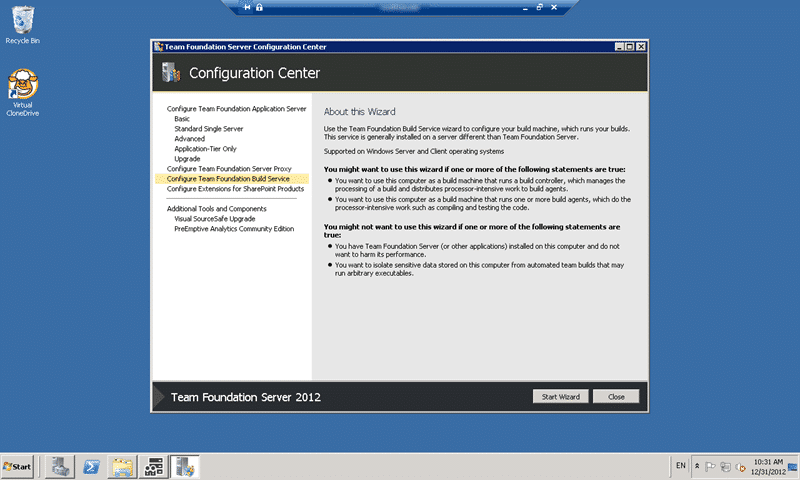 Recycle Bin
Virtual
CloneDrive
Team Foundation Server Configuration Center
Configuration Center
Configure Team Foundation Application Server
Basic
Standard Single Server
Advanced
Application-Tier Only
Upgrade
Configure Team Foundation Server Proxy
Configure Team Foundation Build Service
Configure Extensions for SharePoint Products
Additional Tools and Components
Visual SourceSafe Upgrade
PreEmptive Analytics Community Edition
About this Wizard
Use the Team Foundation Build Service wizard to configure your build machine, which runs your builds.
This service is generally installed on a server different than Team Foundation Server.
Supported on Windows Server and Client operating systems
You might want to use this wizard if one or more of the following statements are true:
● You want to use this computer as a build machine that runs a build controller, which manages the
processing of a build and distributes processor-intensive work to build agents.
● You want to use this computer as a build machine that runs one or more build agents, which do the
processor-intensive work such as compiling and testing the code.
You might not want to use this wizard if one or more of the following statements are
true:
● You have Team Foundation Server (or other applications) installed on this computer and do not
want to harm its performance.
● You want to isolate sensitive data stored on this computer from automated team builds that may
run arbitrary executables.
Team Foundation Server 2012
Start Wizard
Close
Start
EN
10:31 AM
12/31/2012